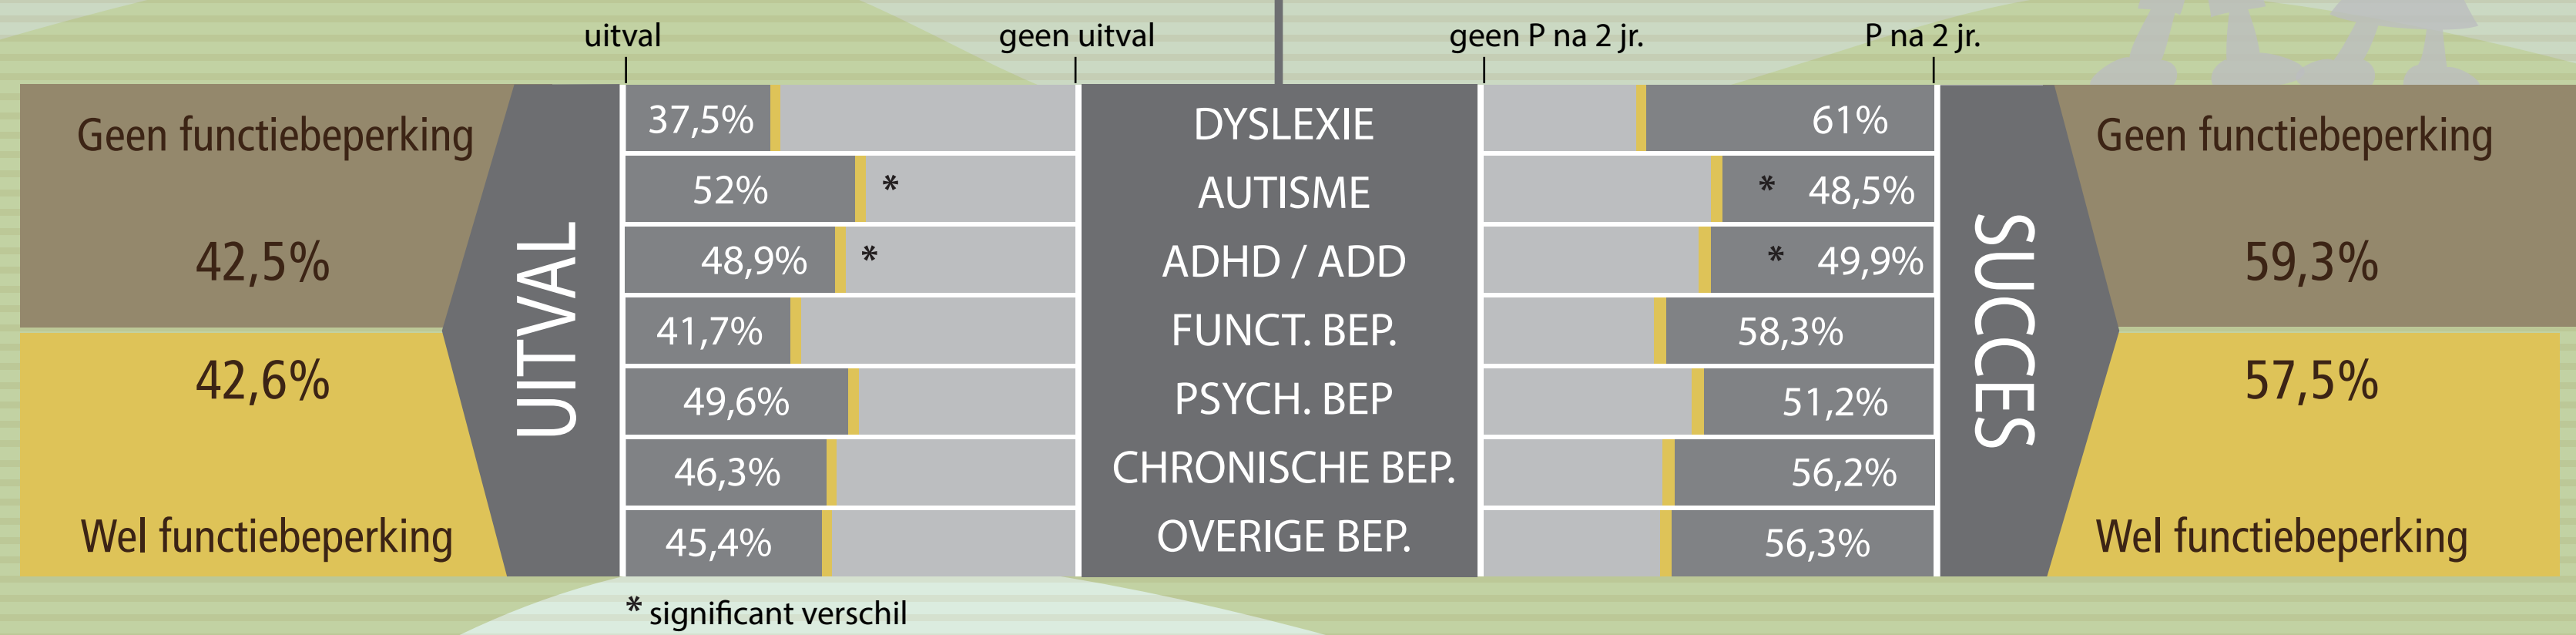 uitval geen uitval geen P na 2 jr. P na 2 jr.
Geen functiebeperking
42,5%
42,6%
Wel functiebeperking
UITVAL
37,5% DYSLEXIE 61%
52% * AUTISME * 48,5%
48,9% * ADHD / ADD * 49,9%
41,7% FUNCT. BEP. 58,3%
49,6% PSYCH. BEP 51,2%
46,3% CHRONISCHE BEP. 56,2%
45,4% OVERIGE BEP. 56,3%
SUCCES
Geen functiebeperking
59,3%
57,5%
Wel functiebeperking
* significant verschil